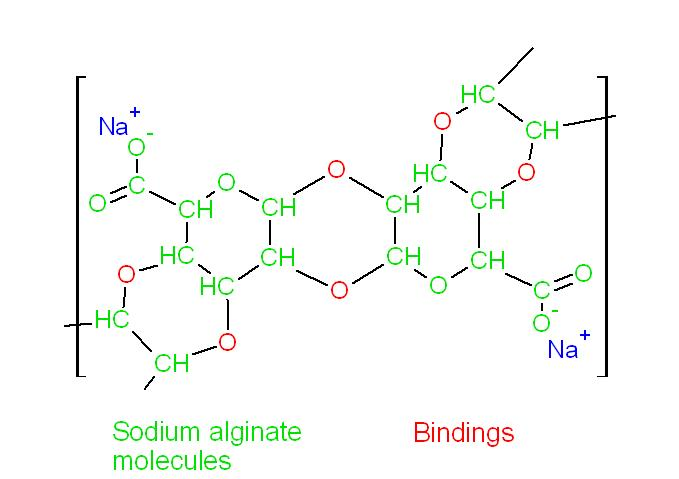 HC
O
CH
Na+
O-
O
HC
O
C
O
CH
CH
CH
CH
O
HC
CH
CH
CH
O
HC
O
O
C
O
HC
O-
O
Na+
CH
Sodium alginate
molecules
Bindings